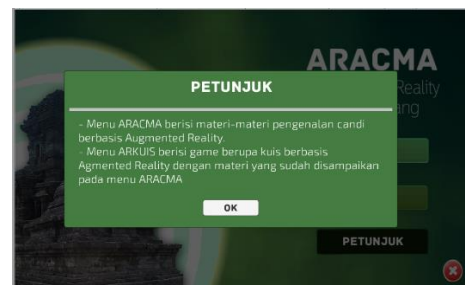 ARACMA
Reality
ang
PETUNJUK
- Menu ARACMA berisi materi-materi pengenalan candi
berbasis Augmented Reality.
- Menu ARKUIS berisi game berupa kuis berbasis
Agmented Reality dengan materi yang sudah disampaikan
pada menu ARACMA
OK
PETUNJUK